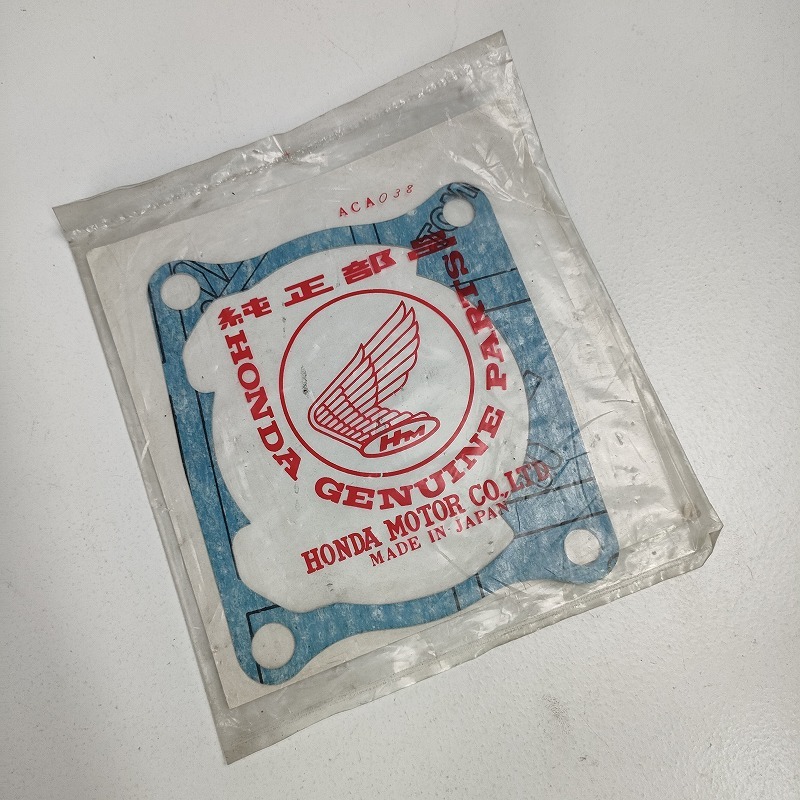 ACA038
純正部品
HONDA GENUINE PARTS
HM
HONDA MOTOR CO., LTD
MADE IN JAPAN